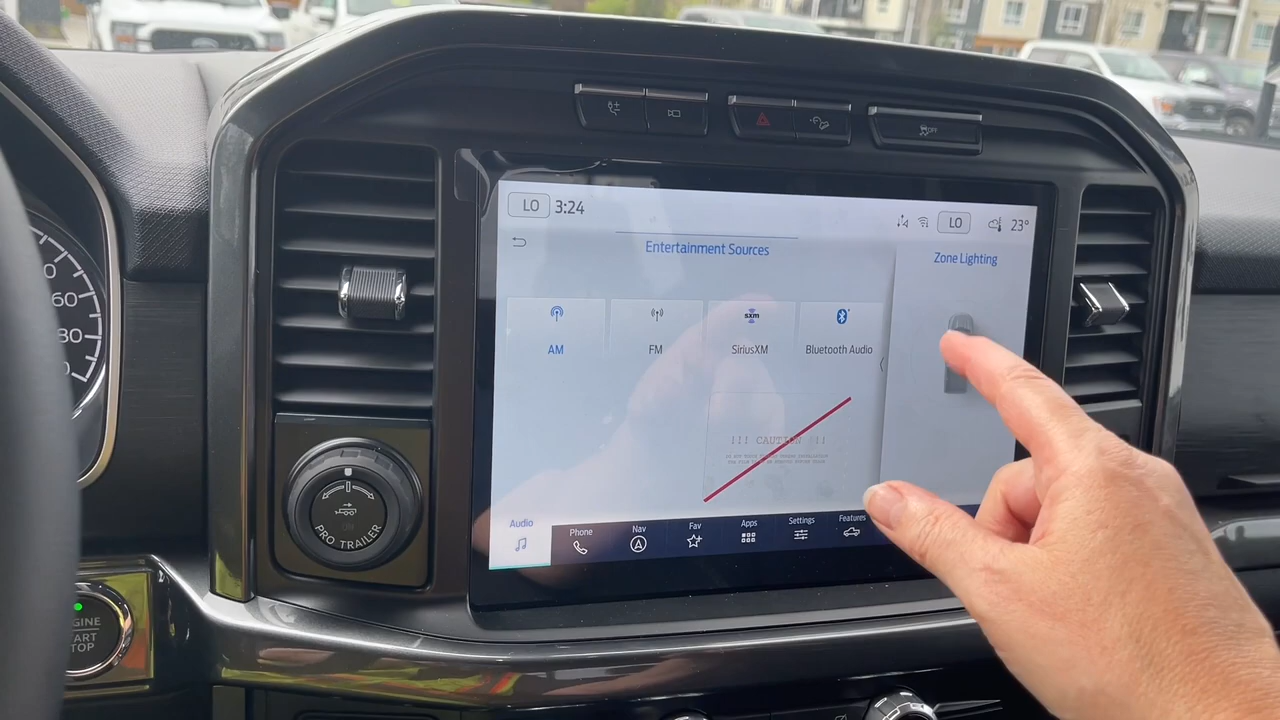 OFF
LO 3:24
LO 23°
Entertainment Sources
Zone Lighting
sxm
AM FM SiriusXM Bluetooth Audio
!!! CAUTION !!!
Audio Phone Nav Fav Apps Settings Features
PRO TRAILER
60